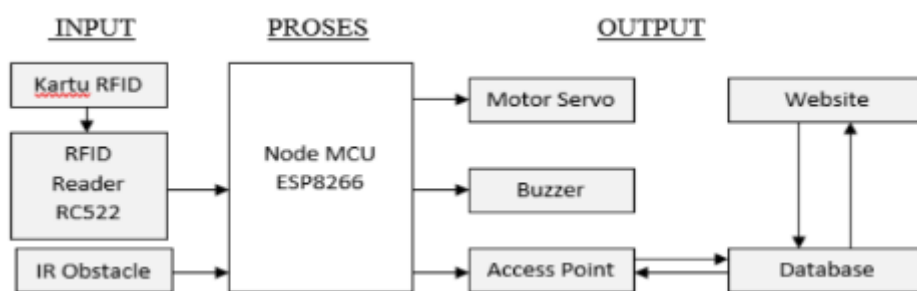 INPUT
PROSES
OUTPUT
Kartu RFID
RFID
Reader
RC522
IR Obstacle
Node MCU
ESP8266
Motor Servo
Buzzer
Access Point
Website
Database